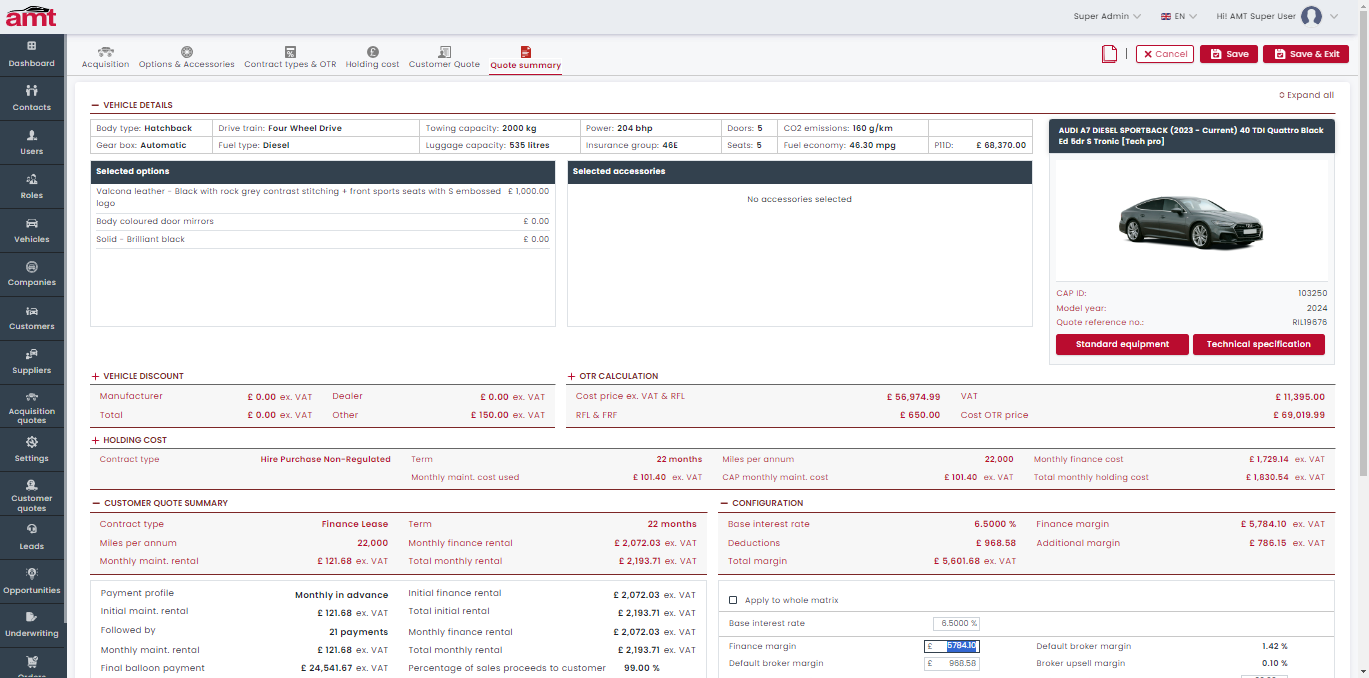 amt
Super Admin EN Hi! AMT Super User
Dashboard
Contacts
Users
Roles
Vehicles
Companies
Customers
Suppliers
Acquisition
quotes
Settings
Customer
quotes
Leads
Opportunities
Underwriting
Orders
Acquisition Options & Accessories Contract types & OTR Holding cost Customer Quote Quote summary
Cancel Save Save & Exit
Expand all
VEHICLE DETAILS
Body type: Hatchback Drive train: Four Wheel Drive Towing capacity: 2000 kg Power: 204 bhp Doors: 5 CO2 emissions: 160 g/km
Gear box: Automatic Fuel type: Diesel Luggage capacity: 535 litres Insurance group: 46E Seats: 5 Fuel economy: 46.30 mpg P11D: £ 68,370.00
Selected options
Valcona leather - Black with rock grey contrast stitching + front sports seats with S embossed £ 1,000.00
logo
Body coloured door mirrors £ 0.00
Solid - Brilliant black £ 0.00
Selected accessories
No accessories selected
AUDI A7 DIESEL SPORTBACK (2023 - Current) 40 TDI Quattro Black
Ed 5dr S Tronic [Tech pro]
CAP ID: 103250
Model year: 2024
Quote reference no.: RIL19676
Standard equipment Technical specification
VEHICLE DISCOUNT
Manufacturer £ 0.00 ex. VAT Dealer £ 0.00 ex. VAT
Total £ 0.00 ex. VAT Other £ 150.00 ex. VAT
OTR CALCULATION
Cost price ex. VAT & RFL £ 56,974.99 VAT £ 11,395.00
RFL & FRF £ 650.00 Cost OTR price £ 69,019.99
HOLDING COST
Contract type Hire Purchase Non-Regulated Term 22 months Miles per annum 22,000 Monthly finance cost £ 1,729.14 ex. VAT
Monthly maint. cost used £ 101.40 ex. VAT CAP monthly maint. cost £ 101.40 ex. VAT Total monthly holding cost £ 1,830.54 ex. VAT
CUSTOMER QUOTE SUMMARY
Contract type Finance Lease Term 22 months
Miles per annum 22,000 Monthly finance rental £ 2,072.03 ex. VAT
Monthly maint. rental £ 121.68 ex. VAT Total monthly rental £ 2,193.71 ex. VAT
Payment profile Monthly in advance Initial finance rental £ 2,072.03 ex. VAT
Initial maint. rental £ 121.68 ex. VAT Total initial rental £ 2,193.71 ex. VAT
Followed by 21 payments Monthly finance rental £ 2,072.03 ex. VAT
Monthly maint. rental £ 121.68 ex. VAT Total monthly rental £ 2,193.71 ex. VAT
Final balloon payment £ 24,541.67 ex. VAT Percentage of sales proceeds to customer 99.00 %
CONFIGURATION
Base interest rate 6.5000 % Finance margin £ 5,784.10 ex. VAT
Deductions £ 968.58 Additional margin £ 786.15 ex. VAT
Total margin £ 5,601.68 ex. VAT
Apply to whole matrix
Base interest rate 6.5000 %
Finance margin £ 5784.10 Default broker margin 1.42 %
Default broker margin £ 968.58 Broker upsell margin 0.10 %